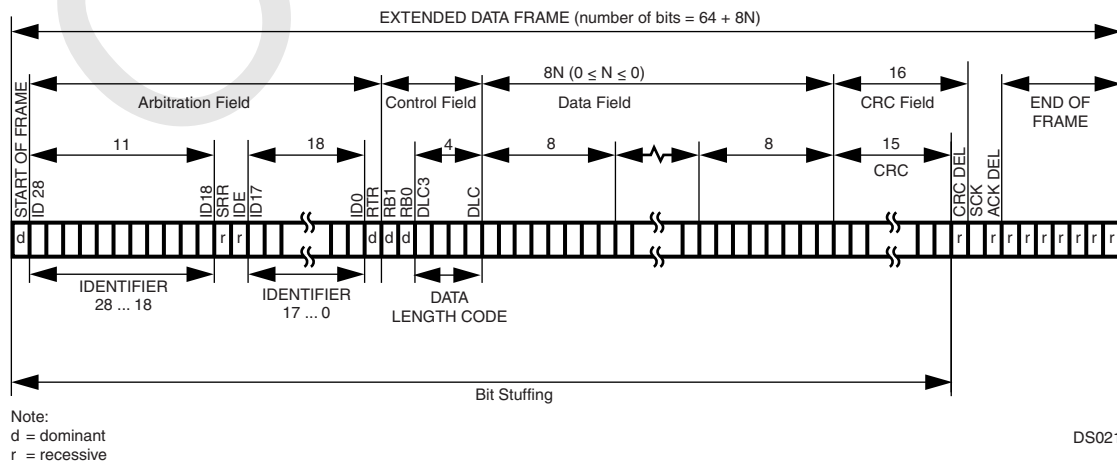 EXTENDED DATA FRAME (number of bits = 64 + 8N)
8N (0 ≤ N ≤ 0)
16
Arbitration Field
Control Field
Data Field
CRC Field
END OF
FRAME
11
18
4
8
8
15
CRC
START OF FRAME
ID 28
ID18
SRR
IDE
ID17
ID0
RTR
RB1
RB0
DLC3
DLC
CRC DEL
SCK
ACK DEL
d r r d d d r r r r r r r r r
IDENTIFIER
28 ... 18
IDENTIFIER
17 ... 0
DATA
LENGTH CODE
Bit Stuffing
Note:
d = dominant
r = recessive
DS021